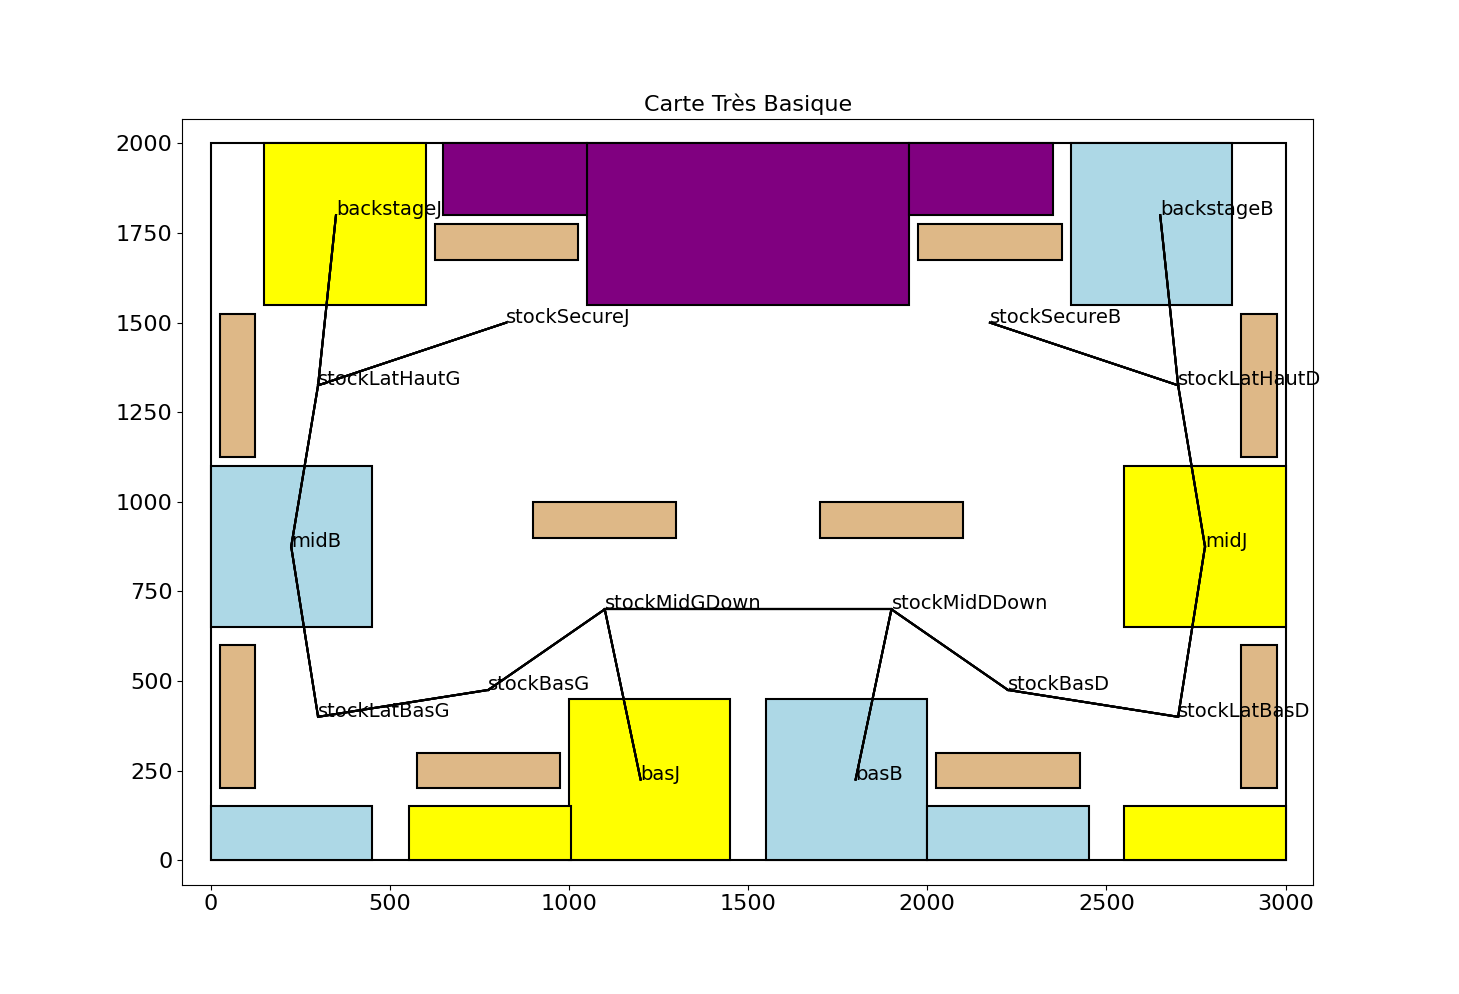 Carte Très Basique
2000
1750
1500
1250
1000
750
500
250
0
backstageJ
backstageB
stockSecureJ
stockSecureB
stockLatHautG
stockLatHautD
midB
midJ
stockMidGDown
stockMidDDown
stockBasG
stockBasD
stockLatBasG
stockLatBasD
basJ
basB
0
500
1000
1500
2000
2500
3000